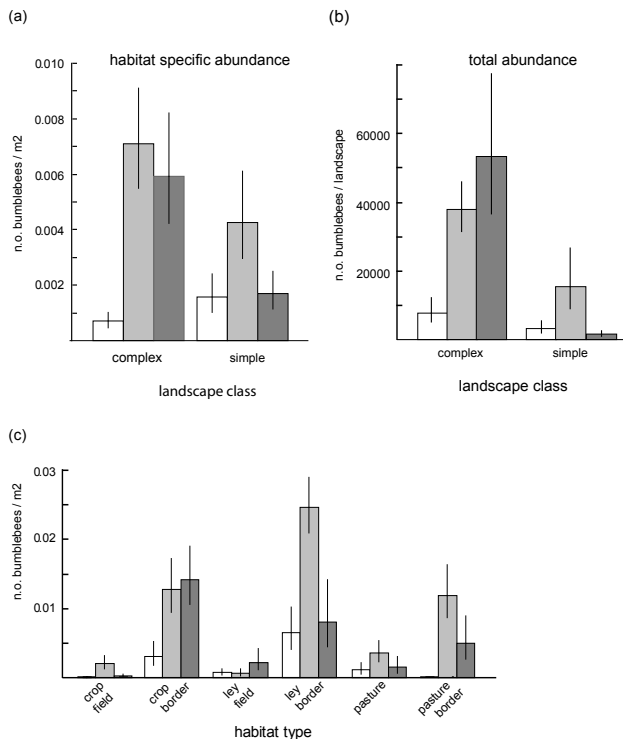 (a)
habitat specific abundance
n.o. bumblebees / m2
0.010
0.008
0.006
0.004
0.002
complex
simple
landscape class
(b)
total abundance
n.o. bumblebees / landscape
60000
40000
20000
complex
simple
landscape class
(c)
n.o. bumblebees / m2
0.03
0.02
0.01
crop
field
crop
border
ley
field
ley
border
pasture
pasture
border
habitat type